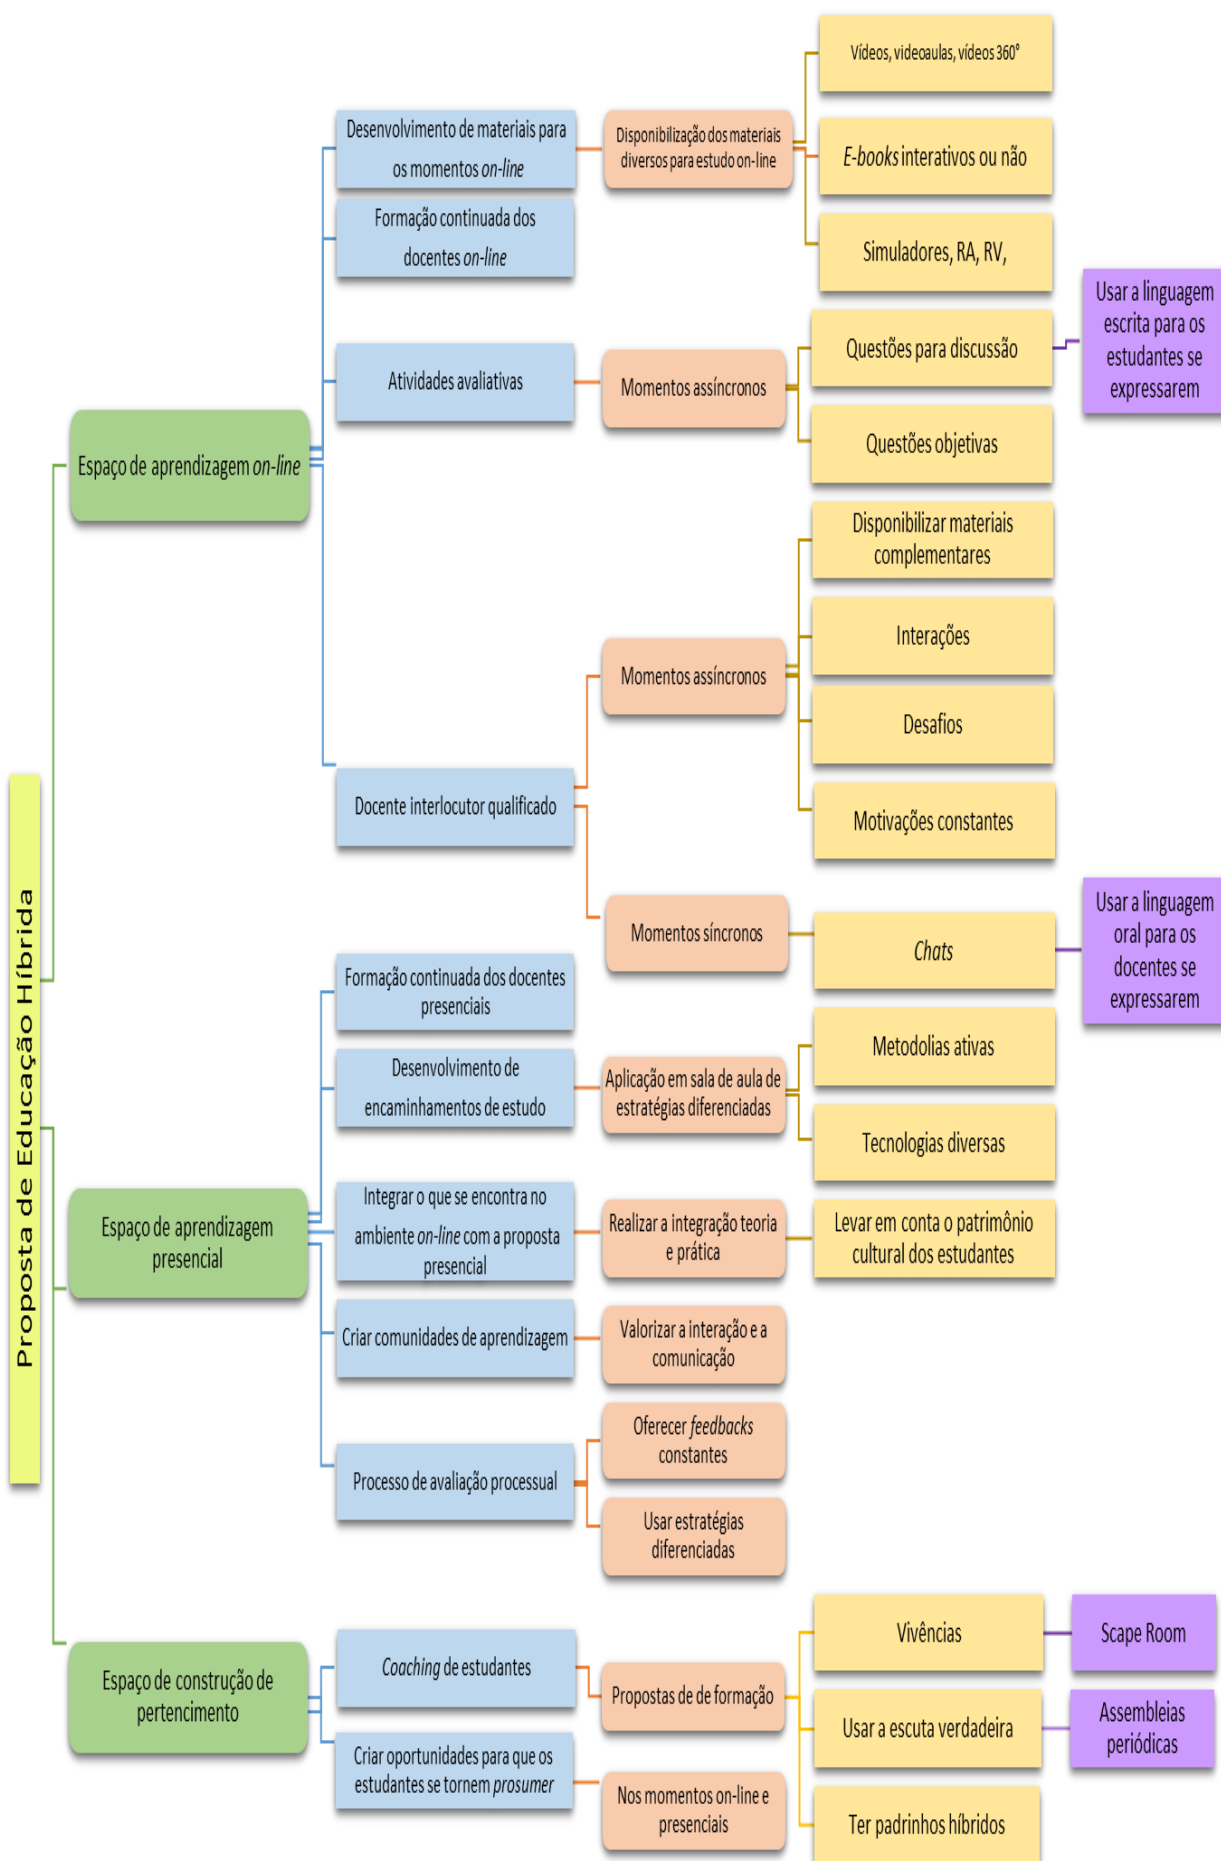 Proposta de Educação Híbrida
Espaço de aprendizagem on-line
Desenvolvimento de materiais para
os momentos on-line
Disponibilização dos materiais
diversos para estudo on-line
Vídeos, videoaulas, vídeos 360°
E-books interativos ou não
Simuladores, RA, RV,
Formação continuada dos
docentes on-line
Atividades avaliativas
Momentos assíncronos
Questões para discussão
Usar a linguagem
escrita para os
estudantes se
expressarem
Questões objetivas
Docente interlocutor qualificado
Momentos assíncronos
Disponibilizar materiais
complementares
Interações
Desafios
Motivações constantes
Momentos síncronos
Chats
Usar a linguagem
oral para os
docentes se
expressarem
Espaço de aprendizagem
presencial
Formação continuada dos docentes
presenciais
Desenvolvimento de
encaminhamentos de estudo
Aplicação em sala de aula de
estratégias diferenciadas
Metodolias ativas
Tecnologias diversas
Integrar o que se encontra no
ambiente on-line com a proposta
presencial
Realizar a integração teoria
e prática
Levar em conta o patrimônio
cultural dos estudantes
Criar comunidades de aprendizagem
Valorizar a interação e a
comunicação
Processo de avaliação processual
Oferecer feedbacks
constantes
Usar estratégias
diferenciadas
Espaço de construção de
pertencimento
Coaching de estudantes
Propostas de de formação
Vivências
Scape Room
Usar a escuta verdadeira
Assembleias
periódicas
Ter padrinhos híbridos
Criar oportunidades para que os
estudantes se tornem prosumer
Nos momentos on-line e
presenciais